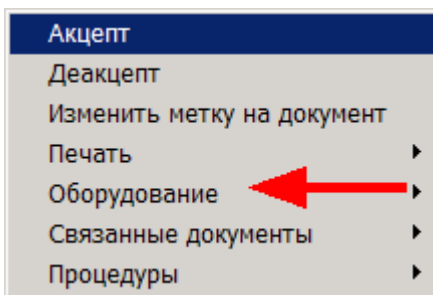 Акцепт
Деакцепт
Изменить метку на документ
Печать
Оборудование
Связанные документы
Процедуры